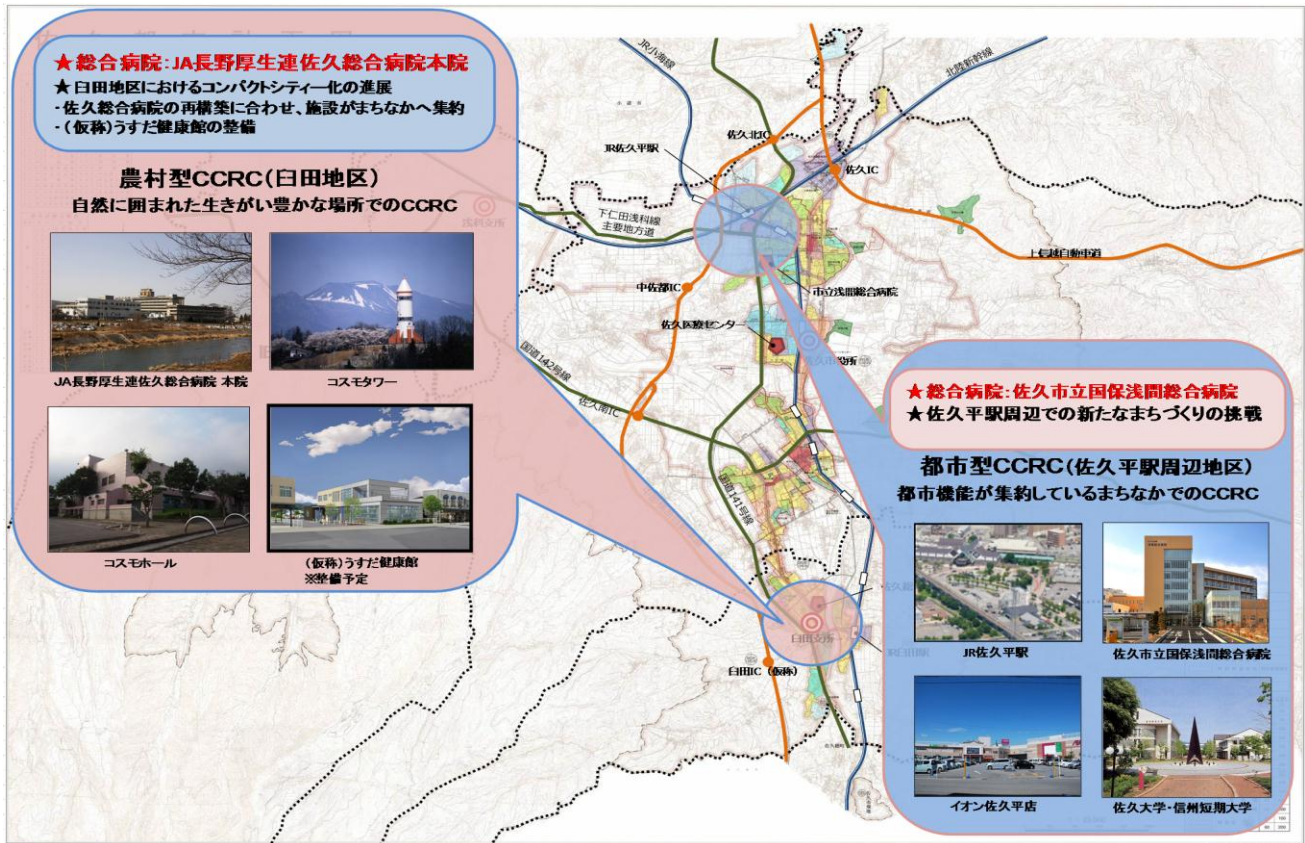 ★総合病院:JA長野厚生連佐久総合病院本院
★臼田地区におけるコンパクトシティー化の進展
-佐久総合病院の再構築に合わせ、施設がまちなかへ集約
-(仮称)うすだ健康館の整備
農村型CCRC(臼田地区)
自然に囲まれた生きがい豊かな場所でのCCRC
JA長野厚生連佐久総合病院 本院
コスモタワー
コスモホール
(仮称)うすだ健康館
※整備予定
JR小海線
北陸新幹線
佐久北IC
JR佐久平駅
佐久IC
浅科支所
下仁田浅科線
主要地方道
上信越自動車道
中佐都IC
市立浅間総合病院
佐久医療センター
佐久市役所
国道142号線
佐久南IC
国道141号線
臼田支所
JR臼田駅
臼田IC(仮称)
★総合病院:佐久市立国保浅間総合病院
★佐久平駅周辺での新たなまちづくりの挑戦
都市型CCRC(佐久平駅周辺地区)
都市機能が集約しているまちなかでのCCRC
JR佐久平駅
佐久市立国保浅間総合病院
イオン佐久平店
佐久大学・信州短期大学